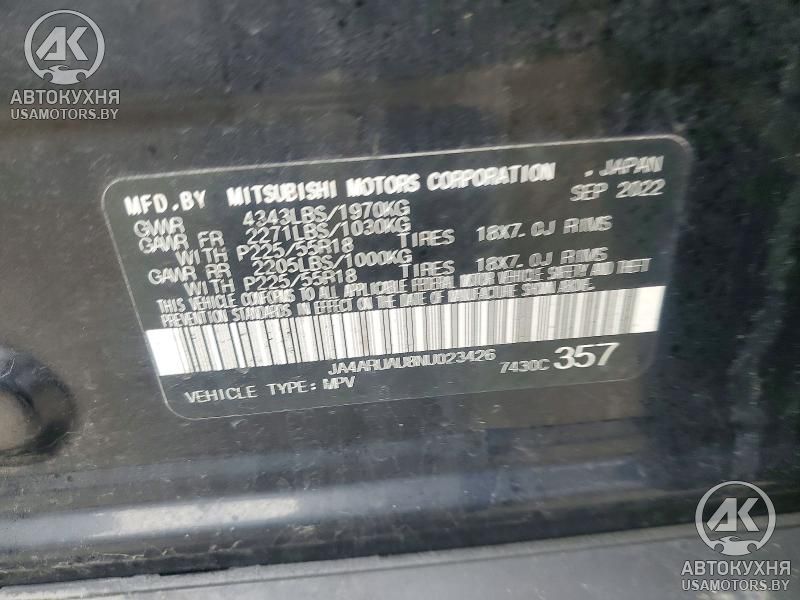 AK
АВТОКУХНЯ
USAMOTORS.BY
MFD.BY MITSUBISHI MOTORS CORPORATION . JAPAN
GVWR 4343LBS/1970KG SEP 2022
GAWR FR 2271LBS/1030KG
WITH P225/55R18 TIRES 18X7.0J RIMS
GAWR RR 2205LBS/1000KG
WITH P225/55R18 TIRES 18X7.0J RIMS
THIS VEHICLE CONFORMS TO ALL APPLICABLE FEDERAL MOTOR VEHICLE SAFETY AND THEFT
PREVENTION STANDARDS IN EFFECT ON THE DATE OF MANUFACTURE SHOWN ABOVE.
JA4ARUAU8NU023426 7430C 357
VEHICLE TYPE: MPV
AK
АВТОКУХНЯ
USAMOTORS.BY